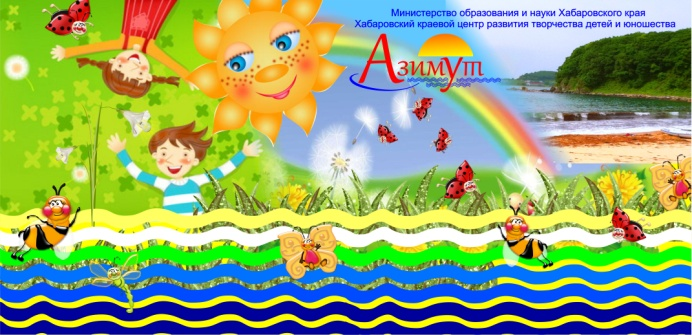 Министерство образования и науки Хабаровского края
Хабаровский краевой центр развития творчества детей и юношества
Азимут